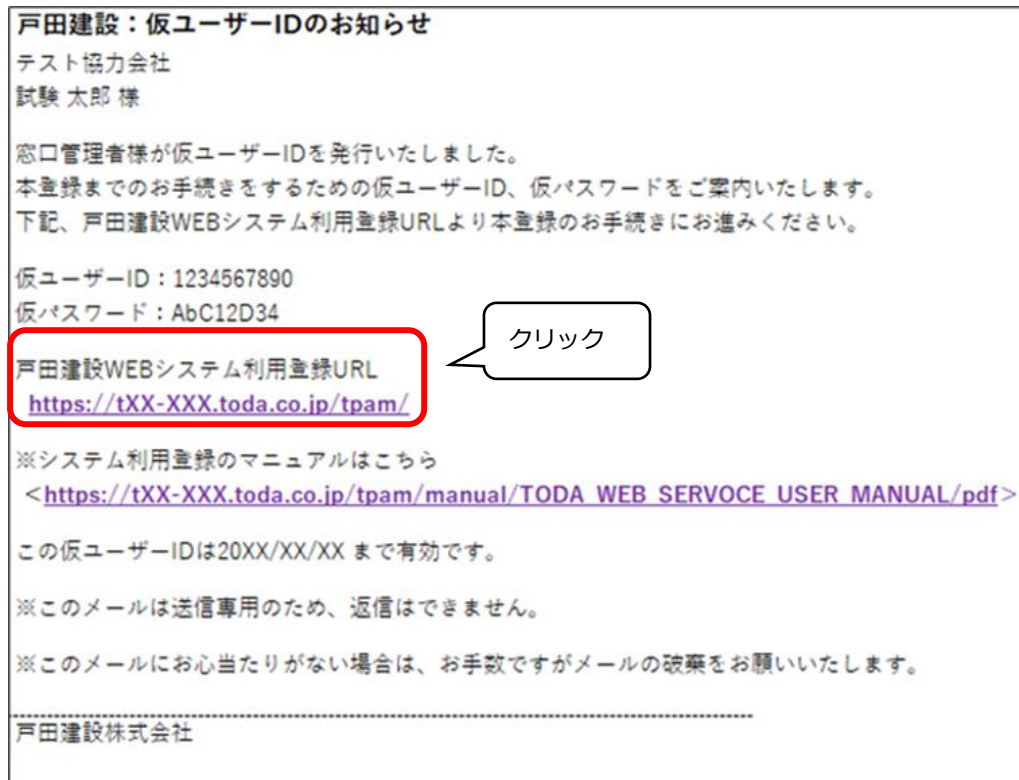 戸田建設：仮ユーザーIDのお知らせ
テスト協力会社
試験 太郎 様
窓口管理者様が仮ユーザーIDを発行いたしました。
本登録までのお手続きをするための仮ユーザーID、仮パスワードをご案内いたします。
下記、戸田建設WEBシステム利用登録URLより本登録のお手続きにお進みください。
仮ユーザーID：1234567890
仮パスワード：AbC12D34
クリック
戸田建設WEBシステム利用登録URL
https://tXX-XXX.toda.co.jp/tpam/
※システム利用登録のマニュアルはこちら
<https://tXX-XXX.toda.co.jp/tpam/manual/TODA_WEB_SERVOCE_USER_MANUAL/pdf>
この仮ユーザーIDは20XX/XX/XX まで有効です。
※このメールは送信専用のため、返信はできません。
※このメールにお心当たりがない場合は、お手数ですがメールの破棄をお願いいたします。
戸田建設株式会社